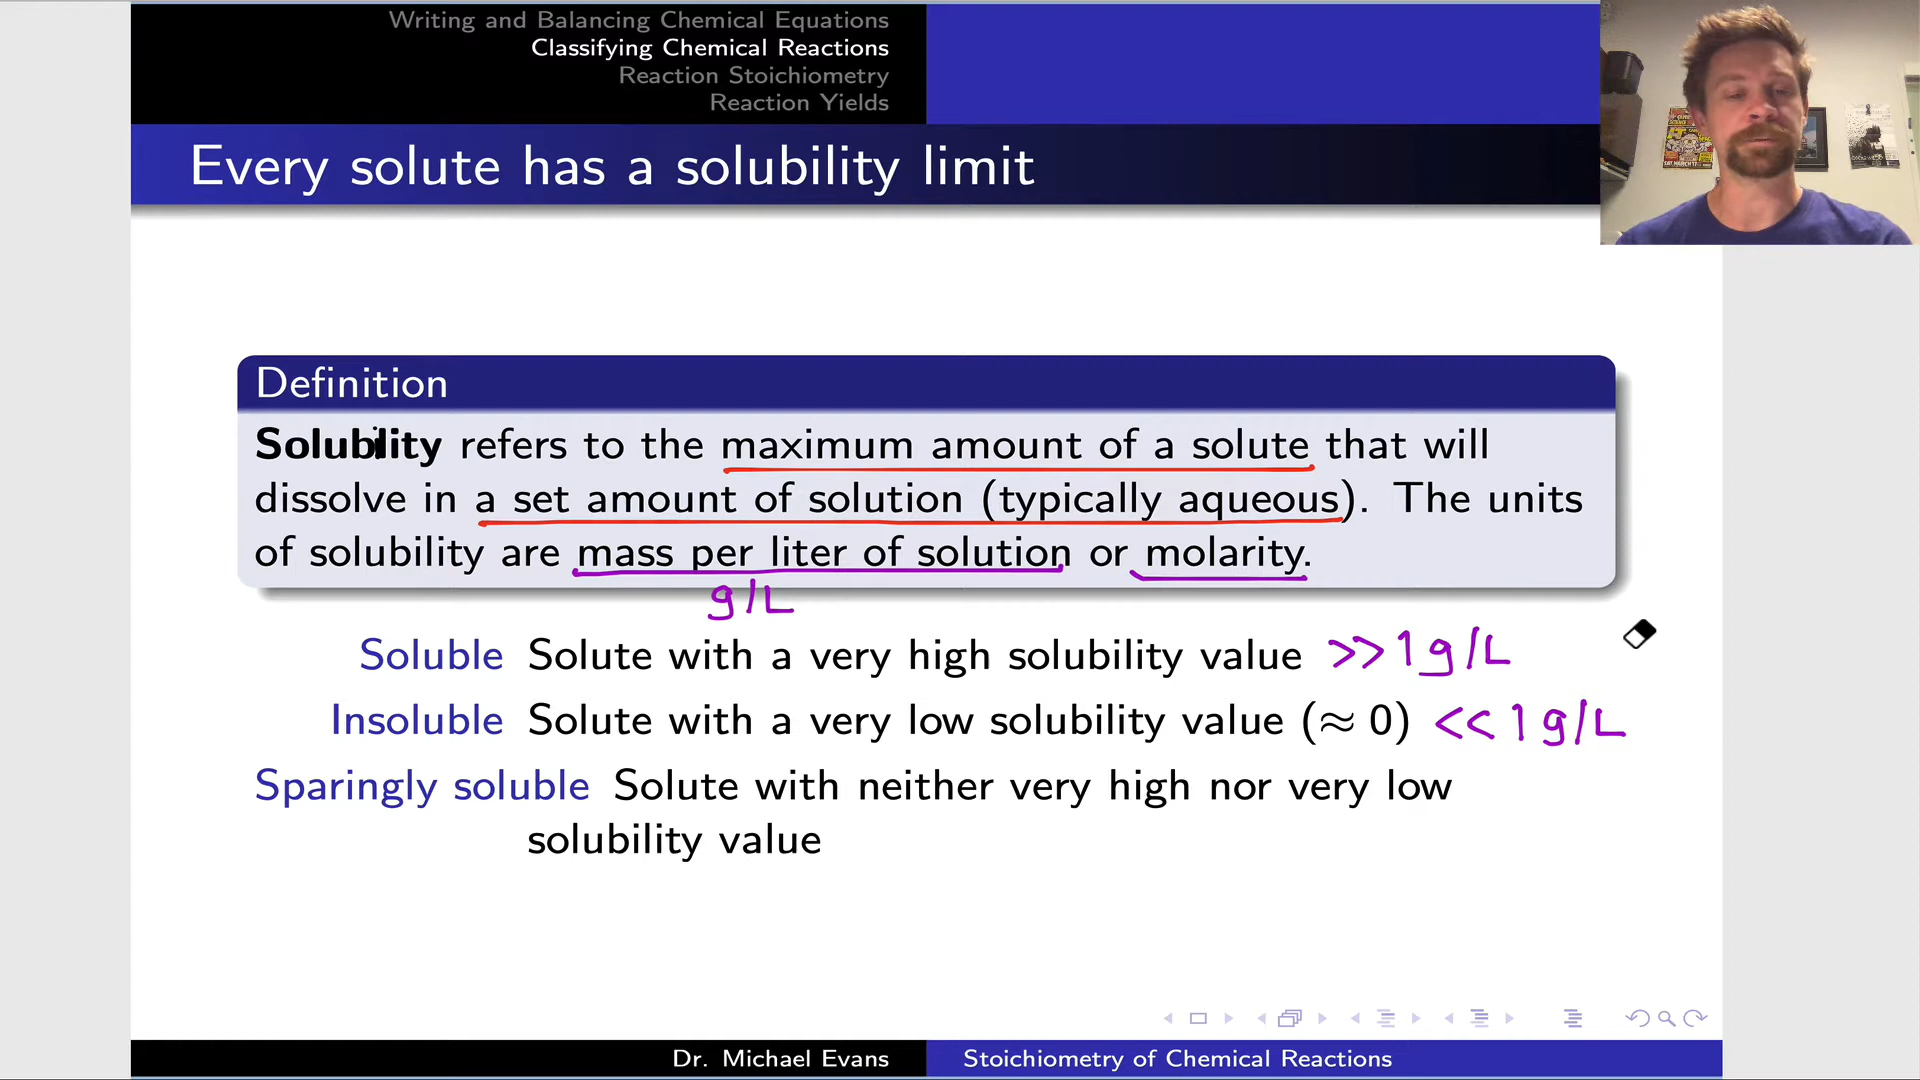 Writing and Balancing Chemical Equations
Classifying Chemical Reactions
Reaction Stoichiometry
Reaction Yields
Every solute has a solubility limit
Definition
Solubility refers to the maximum amount of a solute that will
dissolve in a set amount of solution (typically aqueous). The units
of solubility are mass per liter of solution or molarity.
g/L
Soluble Solute with a very high solubility value >>1g/L
Insoluble Solute with a very low solubility value (≈ 0) <<1g/L
Sparingly soluble Solute with neither very high nor very low
solubility value
Dr. Michael Evans Stoichiometry of Chemical Reactions